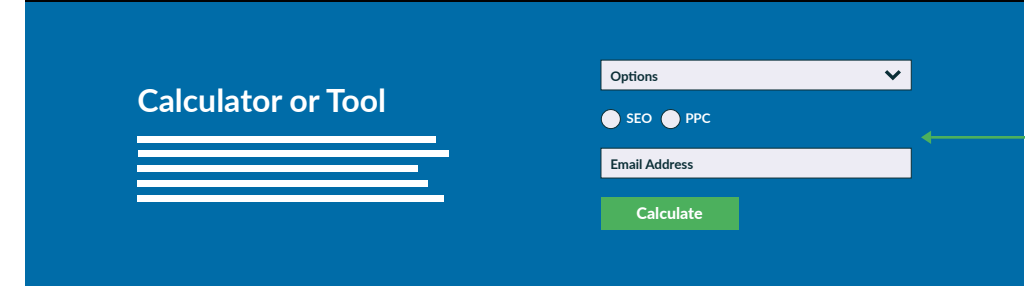 Calculator or Tool
Options
SEO PPC
Email Address
Calculate